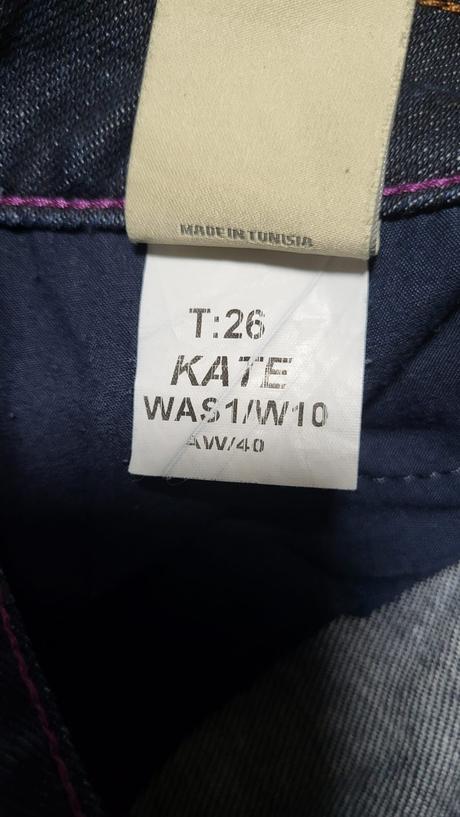 MADE IN TUNISIA
T:26
KATE
WAS1/W10
AW/40